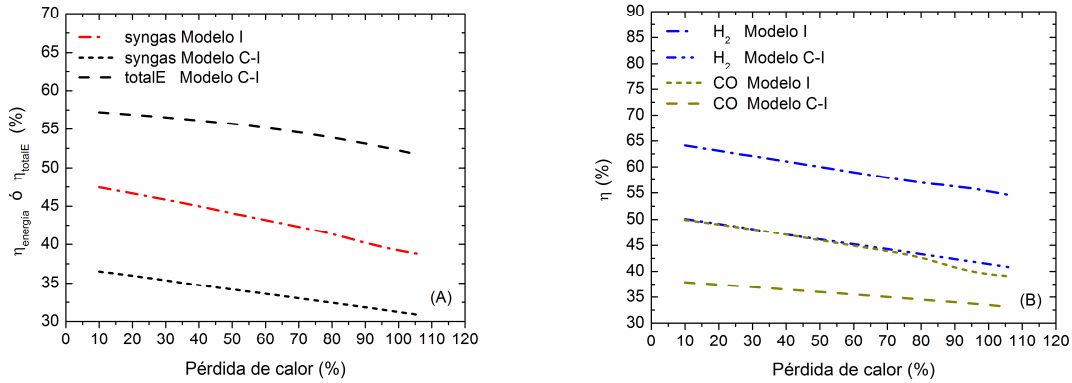 70
65
60
55
50
45
40
35
30
0 10 20 30 40 50 60 70 80 90 100 110 120
η energía ó η totalE (%)
Pérdida de calor (%)
syngas Modelo I
syngas Modelo C-I
totalE Modelo C-I
(A)
90
85
80
75
70
65
60
55
50
45
40
35
30
0 10 20 30 40 50 60 70 80 90 100 110 120
η (%)
Pérdida de calor (%)
H2 Modelo I
H2 Modelo C-I
CO Modelo I
CO Modelo C-I
(B)